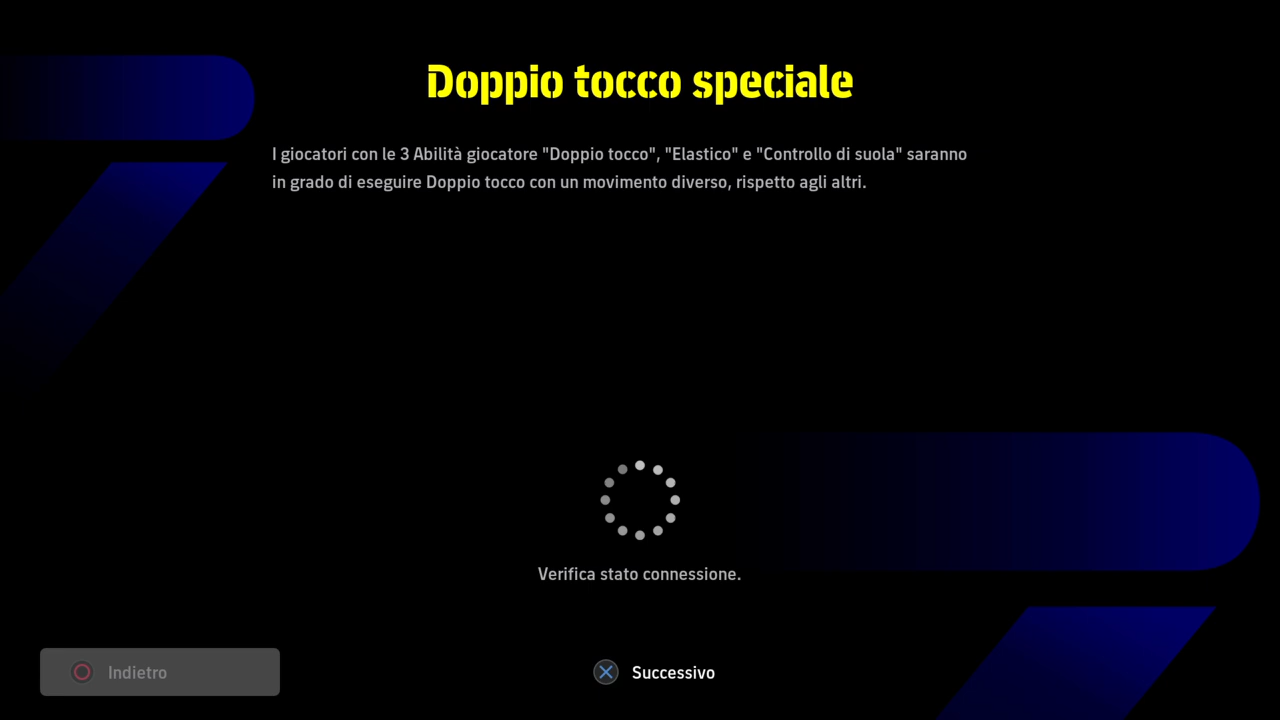 Doppio tocco speciale
I giocatori con le 3 Abilità giocatore "Doppio tocco", "Elastico" e "Controllo di suola" saranno
in grado di eseguire Doppio tocco con un movimento diverso, rispetto agli altri.
Verifica stato connessione.
Indietro
Successivo